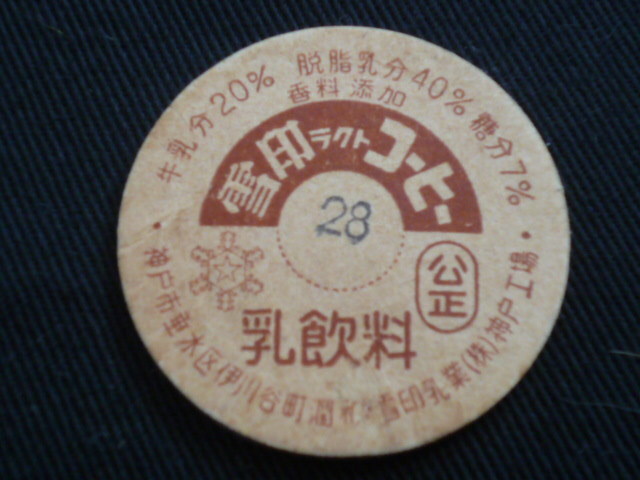 牛乳分20% 脱脂乳分40% 糖分7%
香料添加
雪印ラクトコーヒー
28
公正
乳飲料
・神戸市垂水区伊川谷町潤和 雪印乳業(株)神戸工場・